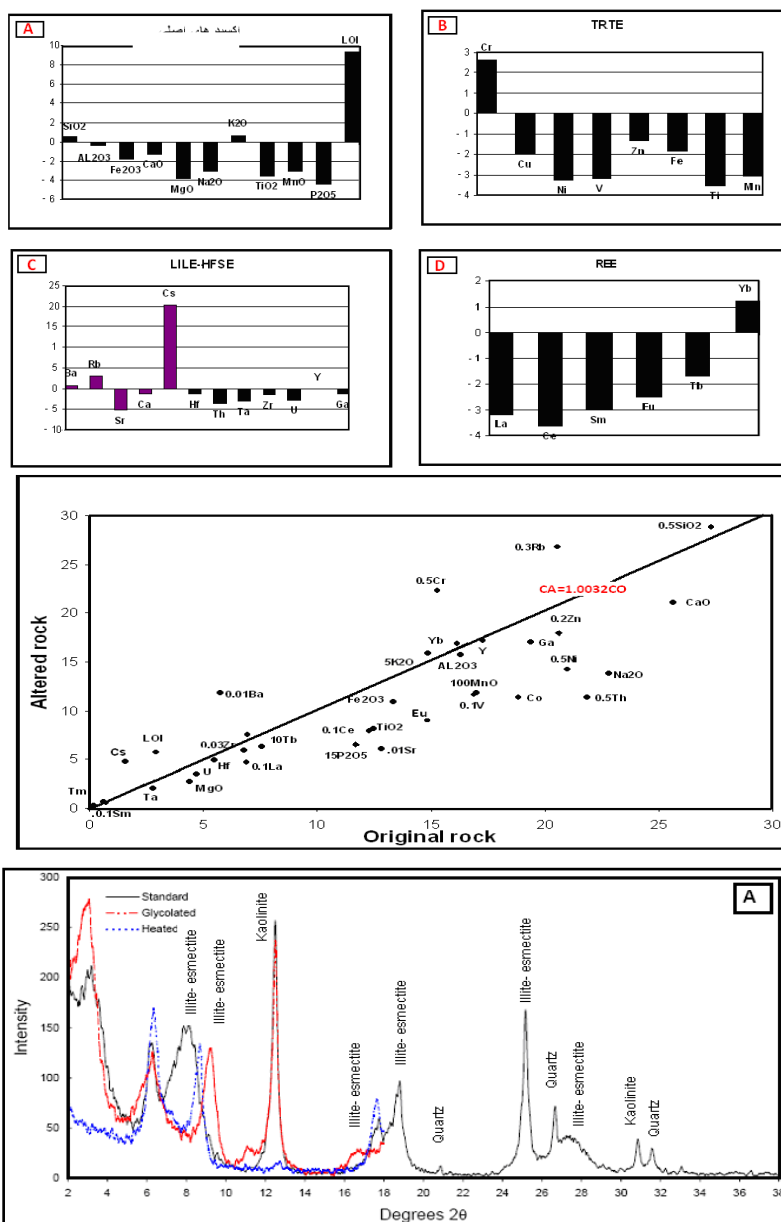 A
اکسید های اصلی
LOI
10
8
6
4
2
0
- 2
- 4
- 6
SiO2
AL2O3
Fe2O3
CaO
MgO
Na2O
K2O
TiO2
MnO
P2O5
B
TRTE
Cr
3
2
1
0
- 1
- 2
- 3
- 4
Cu
Ni
V
Zn
Fe
Ti
Mn
C
LILE-HFSE
25
20
15
10
5
0
- 5
- 10
Ba
Rb
Sr
Ca
Cs
Hf
Th
Ta
Zr
U
Y
Ga
D
REE
Yb
2
1
0
- 1
- 2
- 3
- 4
La
Ce
Sm
Eu
Tb
30
25
20
15
10
5
0
Altered rock
0.5SiO2
0.3Rb
0.5Cr
CA=1.0032CO
CaO
0.2Zn
Yb
Y
Ga
5K2O
AL2O3
0.5Ni
Na2O
0.01Ba
Fe2O3
100MnO
0.1V
Co
0.5Th
Eu
LOI
0.1Ce
TiO2
Cs
0.03Zr
10Tb
15P2O5
.01Sr
U
Hf
0.1La
Tm
Ta
MgO
.0.1Sm
0 5 10 15 20 25 30
Original rock
A
300
250
200
150
100
50
0
Intensity
Standard
Glycolated
Heated
Illite- esmectite
Illite- esmectite
Kaolinite
Illite- esmectite
Illite- esmectite
Quartz
Illite- esmectite
Quartz
Illite- esmectite
Kaolinite
Quartz
2 4 6 8 10 12 14 16 18 20 22 24 26 28 30 32 34 36 38
Degrees 2θ